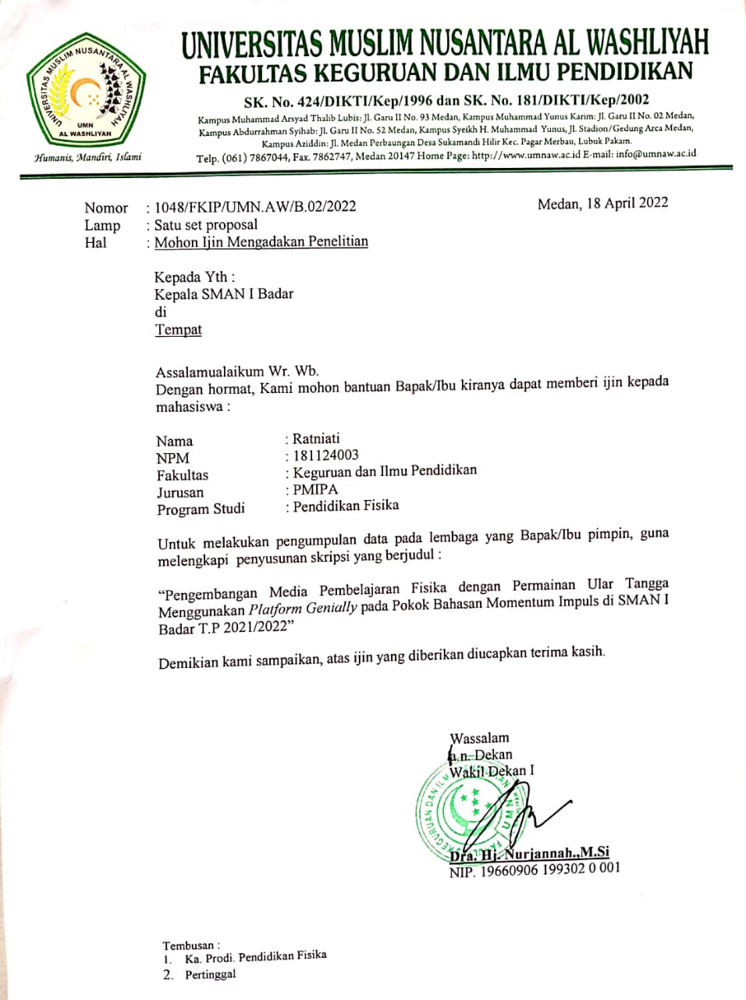 UNIVERSITAS MUSLIM NUSANTARA AL WASHLIYAH
UMN
AL WASHLIYAH
Humanis, Mandiri, Islami
UNIVERSITAS MUSLIM NUSANTARA AL WASHLIYAH
FAKULTAS KEGURUAN DAN ILMU PENDIDIKAN
SK. No. 424/DIKTI/Kep/1996 dan SK. No. 181/DIKTI/Kep/2002
Kampus Muhammad Arsyad Thalib Lubis: Jl. Garu II No. 93 Medan, Kampus Muhammad Yunus Karim: Jl. Garu II No. 02 Medan,
Kampus Abdurrahman Syihab: Jl. Garu II No. 52 Medan, Kampus Syeikh H. Muhammad Yunus, Jl. Stadion/Gedung Arca Medan,
Kampus Aziddin: Jl. Medan Perbaungan Desa Sukamandi Hilir Kec. Pagar Merbau, Lubuk Pakam.
Telp. (061) 7867044, Fax. 7862747, Medan 20147 Home Page: http://www.umnaw.ac.id E-mail: info@umnaw.ac.id
Nomor : 1048/FKIP/UMN.AW/B.02/2022 Medan, 18 April 2022
Lamp : Satu set proposal
Hal : Mohon Ijin Mengadakan Penelitian
Kepada Yth :
Kepala SMAN I Badar
di
Tempat
Assalamualaikum Wr. Wb.
Dengan hormat, Kami mohon bantuan Bapak/Ibu kiranya dapat memberi ijin kepada
mahasiswa :
Nama : Ratniati
NPM : 181124003
Fakultas : Keguruan dan Ilmu Pendidikan
Jurusan : PMIPA
Program Studi : Pendidikan Fisika
Untuk melakukan pengumpulan data pada lembaga yang Bapak/Ibu pimpin, guna
melengkapi penyusunan skripsi yang berjudul :
“Pengembangan Media Pembelajaran Fisika dengan Permainan Ular Tangga
Menggunakan Platform Genially pada Pokok Bahasan Momentum Impuls di SMAN I
Badar T.P 2021/2022”
Demikian kami sampaikan, atas ijin yang diberikan diucapkan terima kasih.
Wassalam
a.n. Dekan
Wakil Dekan I
Dra. Hj. Nurjannah.,M.Si
NIP. 19660906 199302 0 001
Tembusan :
1. Ka. Prodi. Pendidikan Fisika
2. Pertinggal